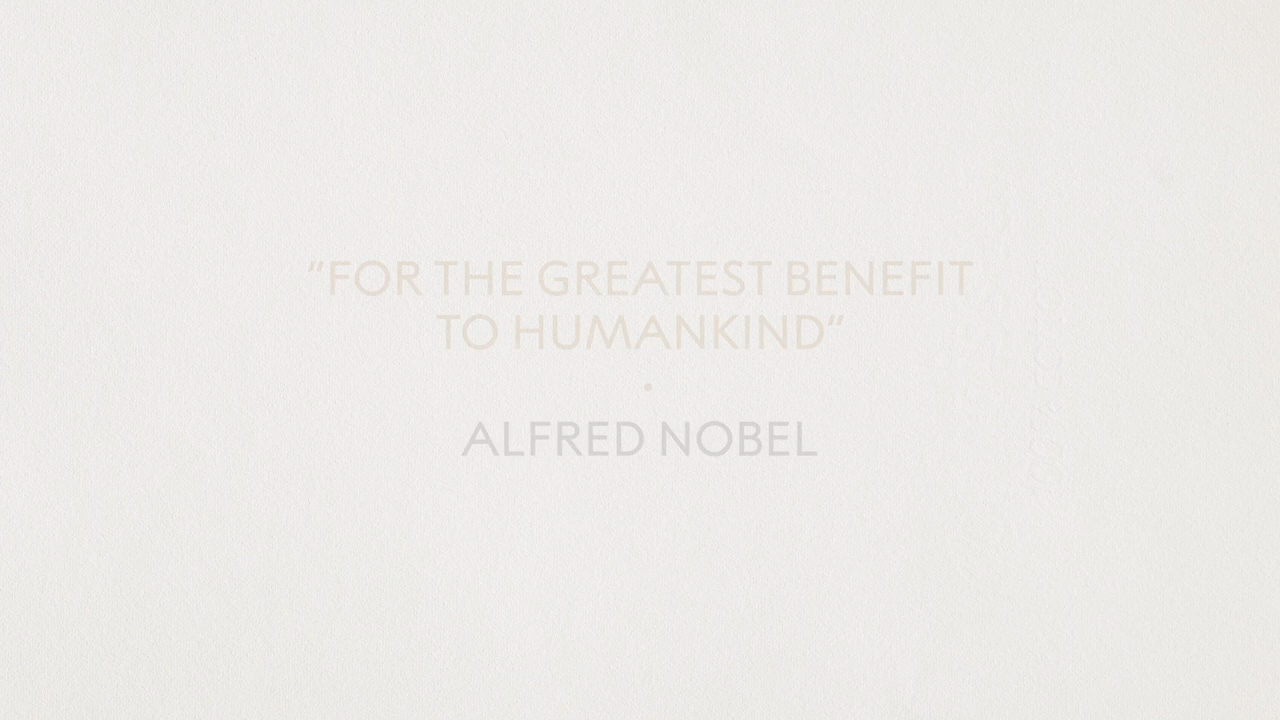 “FOR THE GREATEST BENEFIT
TO HUMANKIND”
•
ALFRED NOBEL